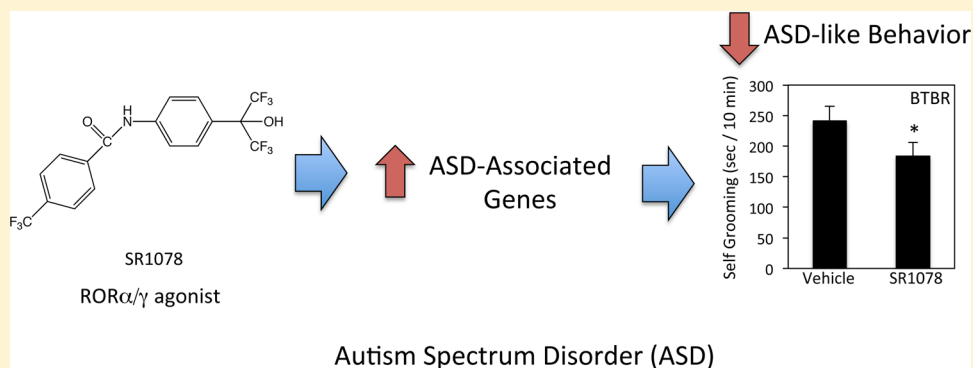 ASD-like Behavior
CF₃
H
N
O
OH
CF₃
F₃C
SR1078
RORα/γ agonist
ASD-Associated
Genes
BTBR
Self Grooming (sec / 10 min)
300
250
200
150
100
50
0
*
Vehicle
SR1078
Autism Spectrum Disorder (ASD)